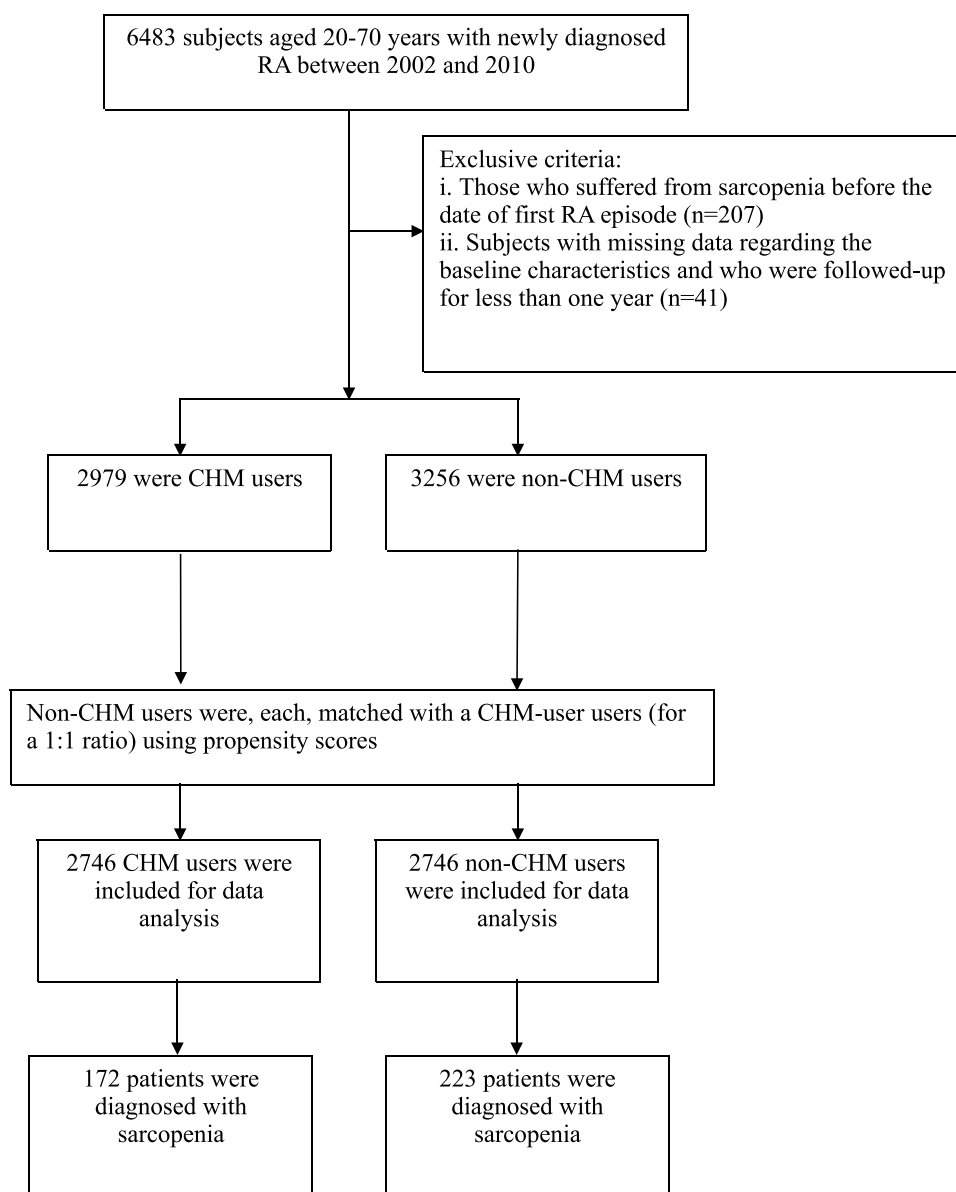 6483 subjects aged 20-70 years with newly diagnosed
RA between 2002 and 2010
Exclusive criteria:
i. Those who suffered from sarcopenia before the
date of first RA episode (n=207)
ii. Subjects with missing data regarding the
baseline characteristics and who were followed-up
for less than one year (n=41)
2979 were CHM users
3256 were non-CHM users
Non-CHM users were, each, matched with a CHM-user users (for
a 1:1 ratio) using propensity scores
2746 CHM users were
included for data
analysis
2746 non-CHM users
were included for data
analysis
172 patients were
diagnosed with
sarcopenia
223 patients were
diagnosed with
sarcopenia